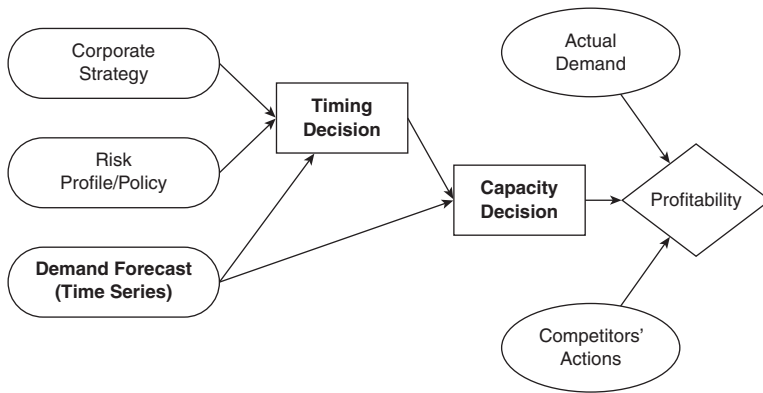 Corporate
Strategy
Risk
Profile/Policy
Demand Forecast
(Time Series)
Timing
Decision
Capacity
Decision
Actual
Demand
Profitability
Competitors’
Actions